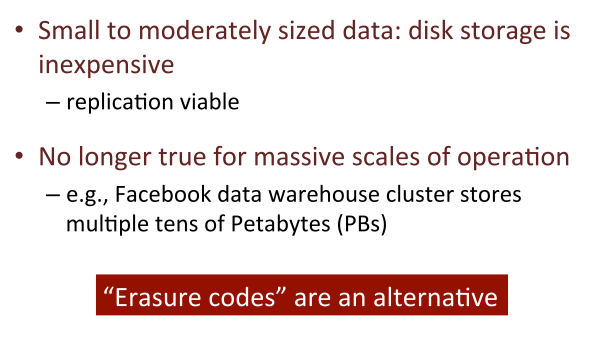 • Small to moderately sized data: disk storage is
inexpensive
– replication viable
• No longer true for massive scales of operation
– e.g., Facebook data warehouse cluster stores
multiple tens of Petabytes (PBs)
“Erasure codes” are an alternative